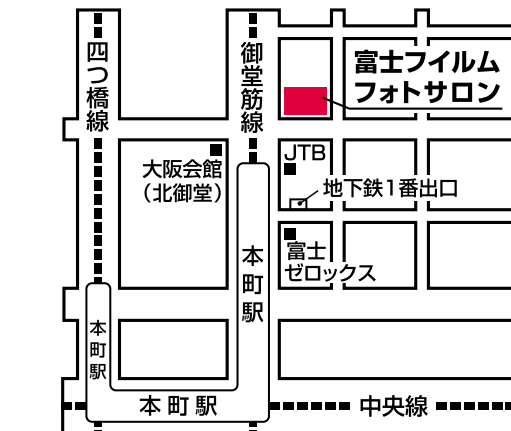 四つ橋線
御堂筋線
富士フイルム
フォトサロン
JTB
大阪会館
（北御堂）
地下鉄1番出口
本町駅
富士
ゼロックス
本町駅
本町駅
中央線